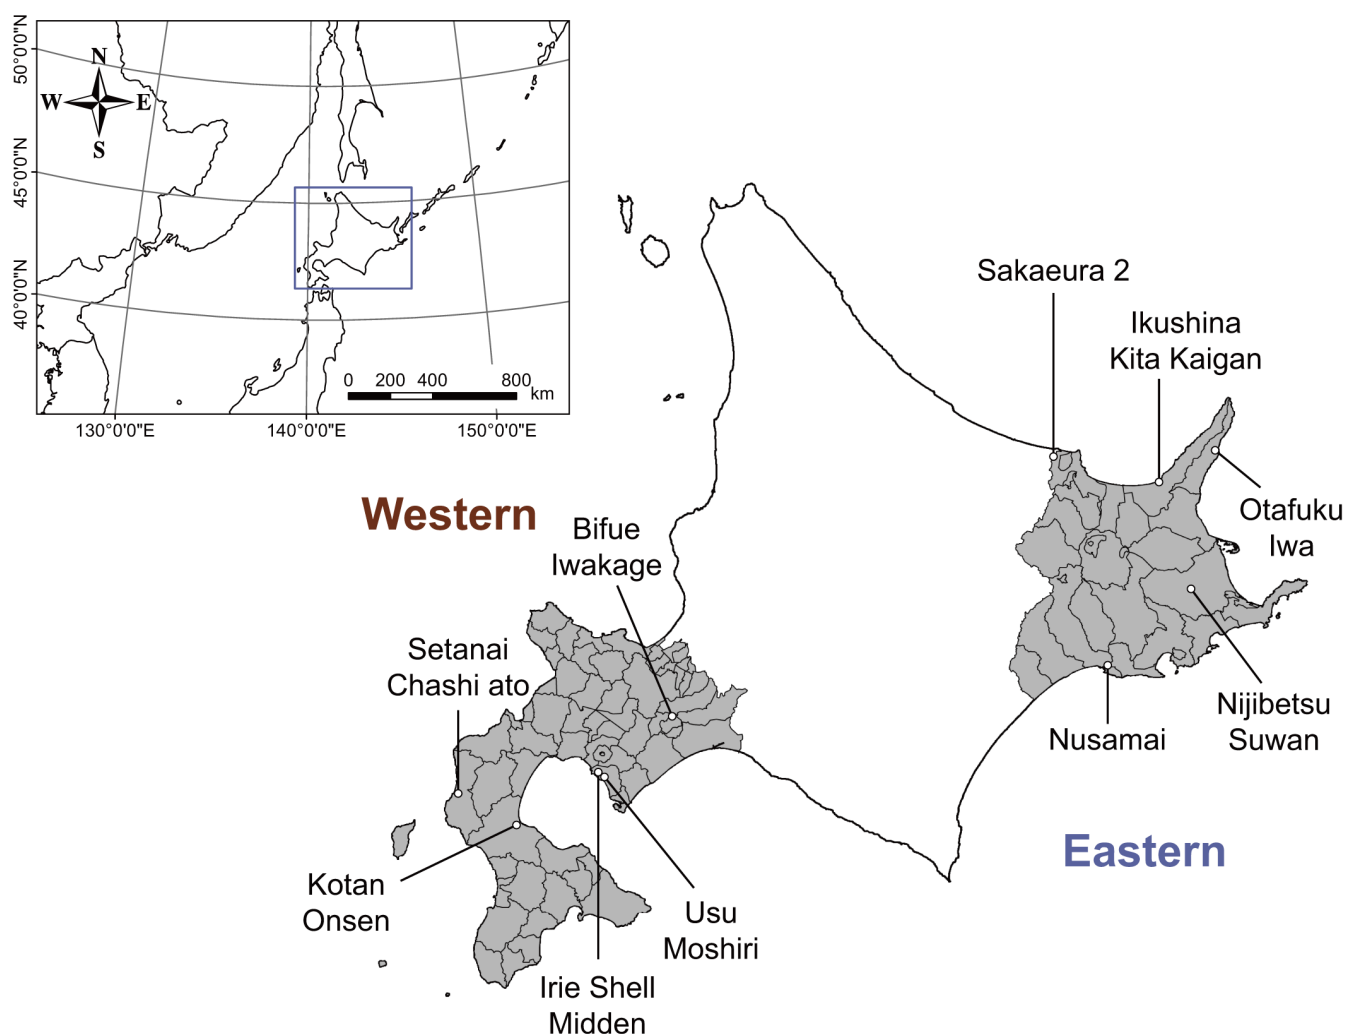 50°0'0"N
45°0'0"N
40°0'0"N
N
W
E
S
0 200 400 800
km
130°0'0"E
140°0'0"E
150°0'0"E
Sakaeura 2
Ikushina
Kita Kaigan
Western
Bifue
Iwakage
Otafuku
Iwa
Setanai
Chashi ato
Nijibetsu
Suwan
Nusamai
Eastern
Kotan
Onsen
Usu
Moshiri
Irie Shell
Midden